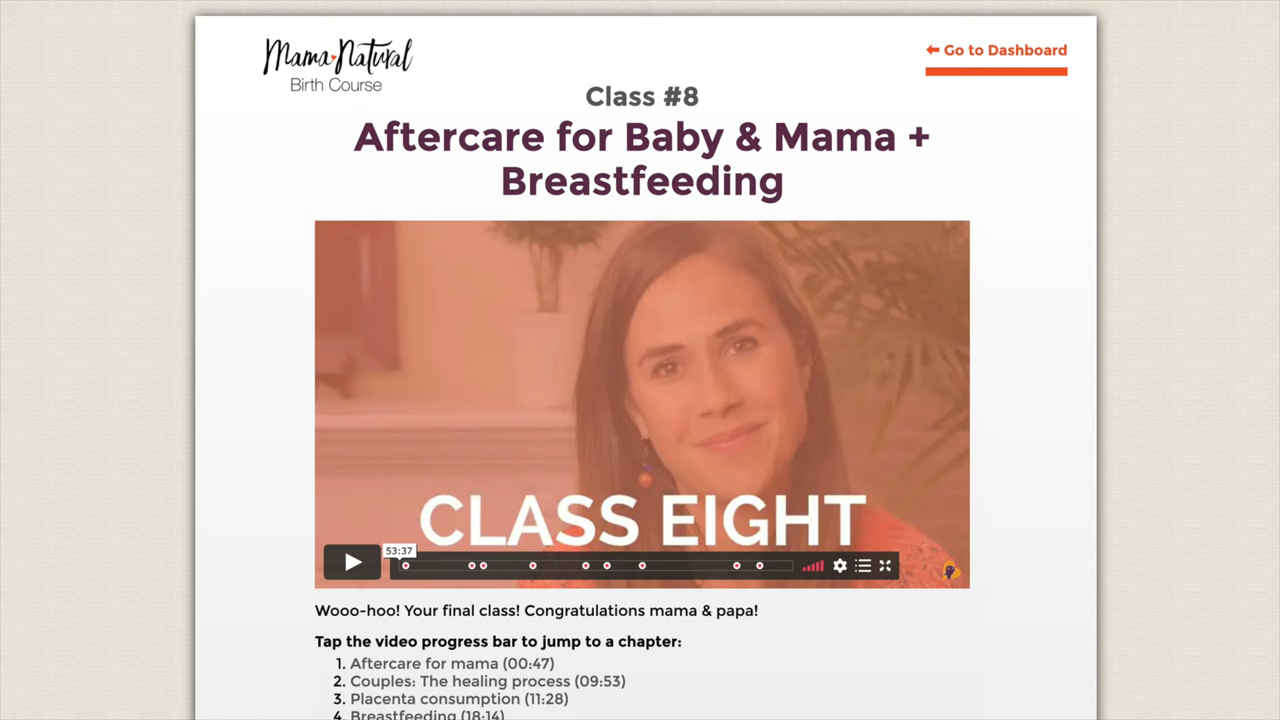 Mama Natural
Birth Course
Go to Dashboard
Class #8
Aftercare for Baby & Mama +
Breastfeeding
CLASS EIGHT
53:37
Wooo-hoo! Your final class! Congratulations mama & papa!
Tap the video progress bar to jump to a chapter:
1. Aftercare for mama (00:47)
2. Couples: The healing process (09:53)
3. Placenta consumption (11:28)
4. Breastfeeding (18:14)